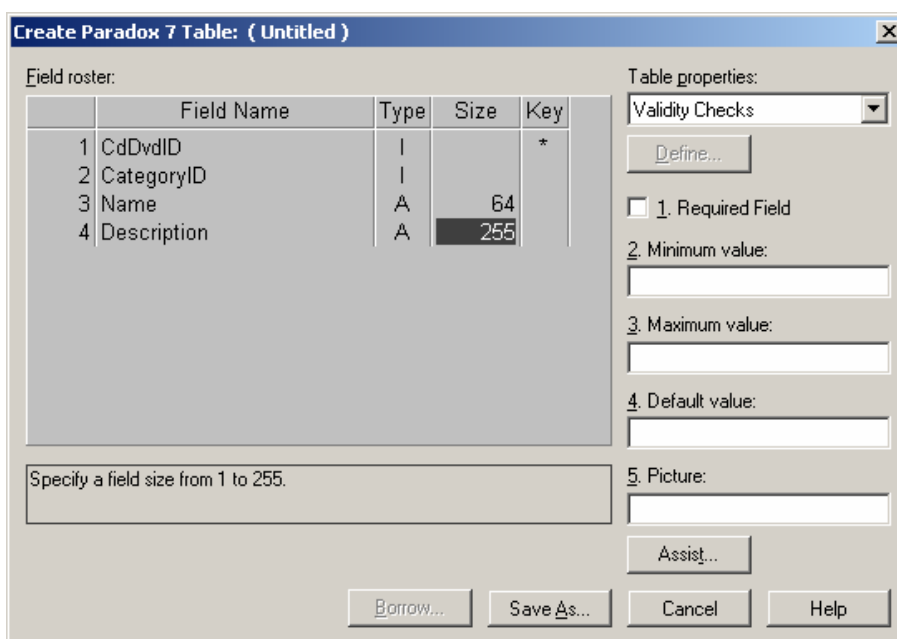 Create Paradox 7 Table: ( Untitled )
Field roster:
Field Name Type Size Key
1 CdDvdID I *
2 CategoryID I
3 Name A 64
4 Description A 255
Specify a field size from 1 to 255.
Table properties:
Validity Checks
Define...
1. Required Field
2. Minimum value:
3. Maximum value:
4. Default value:
5. Picture:
Assist...
Borrow... Save As... Cancel Help